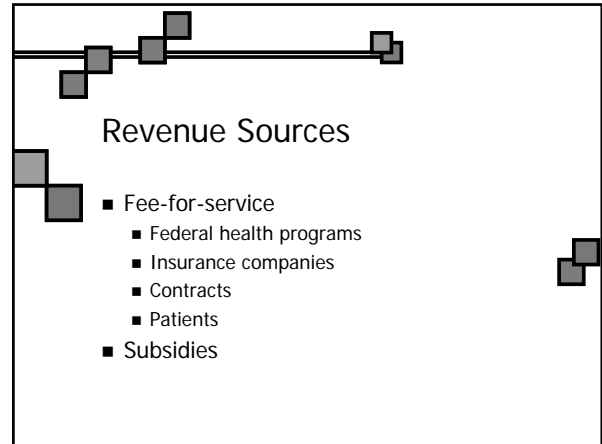 Revenue Sources
■ Fee-for-service
■ Federal health programs
■ Insurance companies
■ Contracts
■ Patients
■ Subsidies